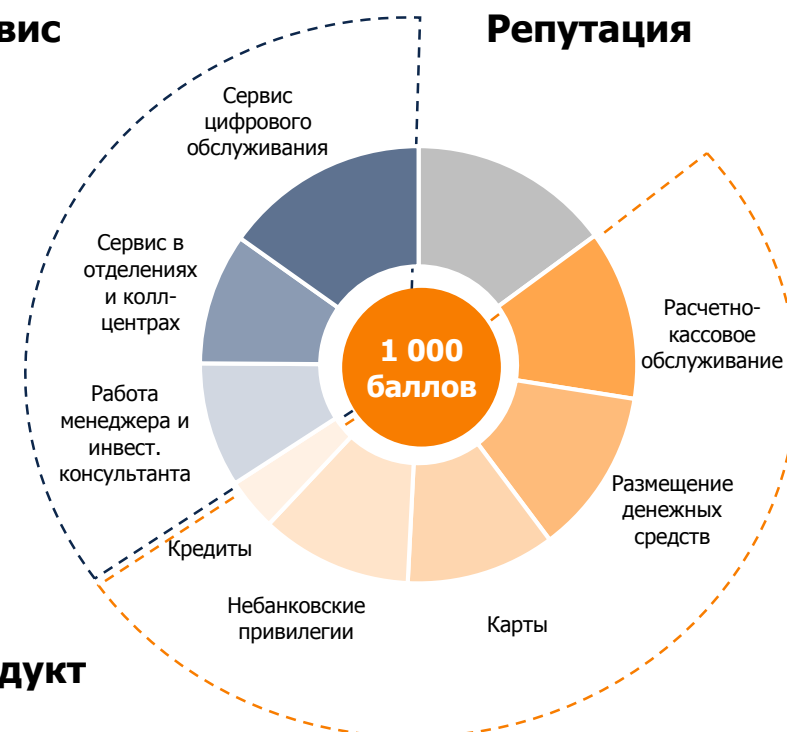 вис
Репутация
Сервис
цифрового
обслуживания
Сервис в
отделениях
и колл-
центрах
Расчетно-
кассовое
обслуживание
1 000
баллов
Работа
менеджера и
инвест.
консультанта
Размещение
денежных
средств
Кредиты
Небанковские
привилегии
Карты
дукт